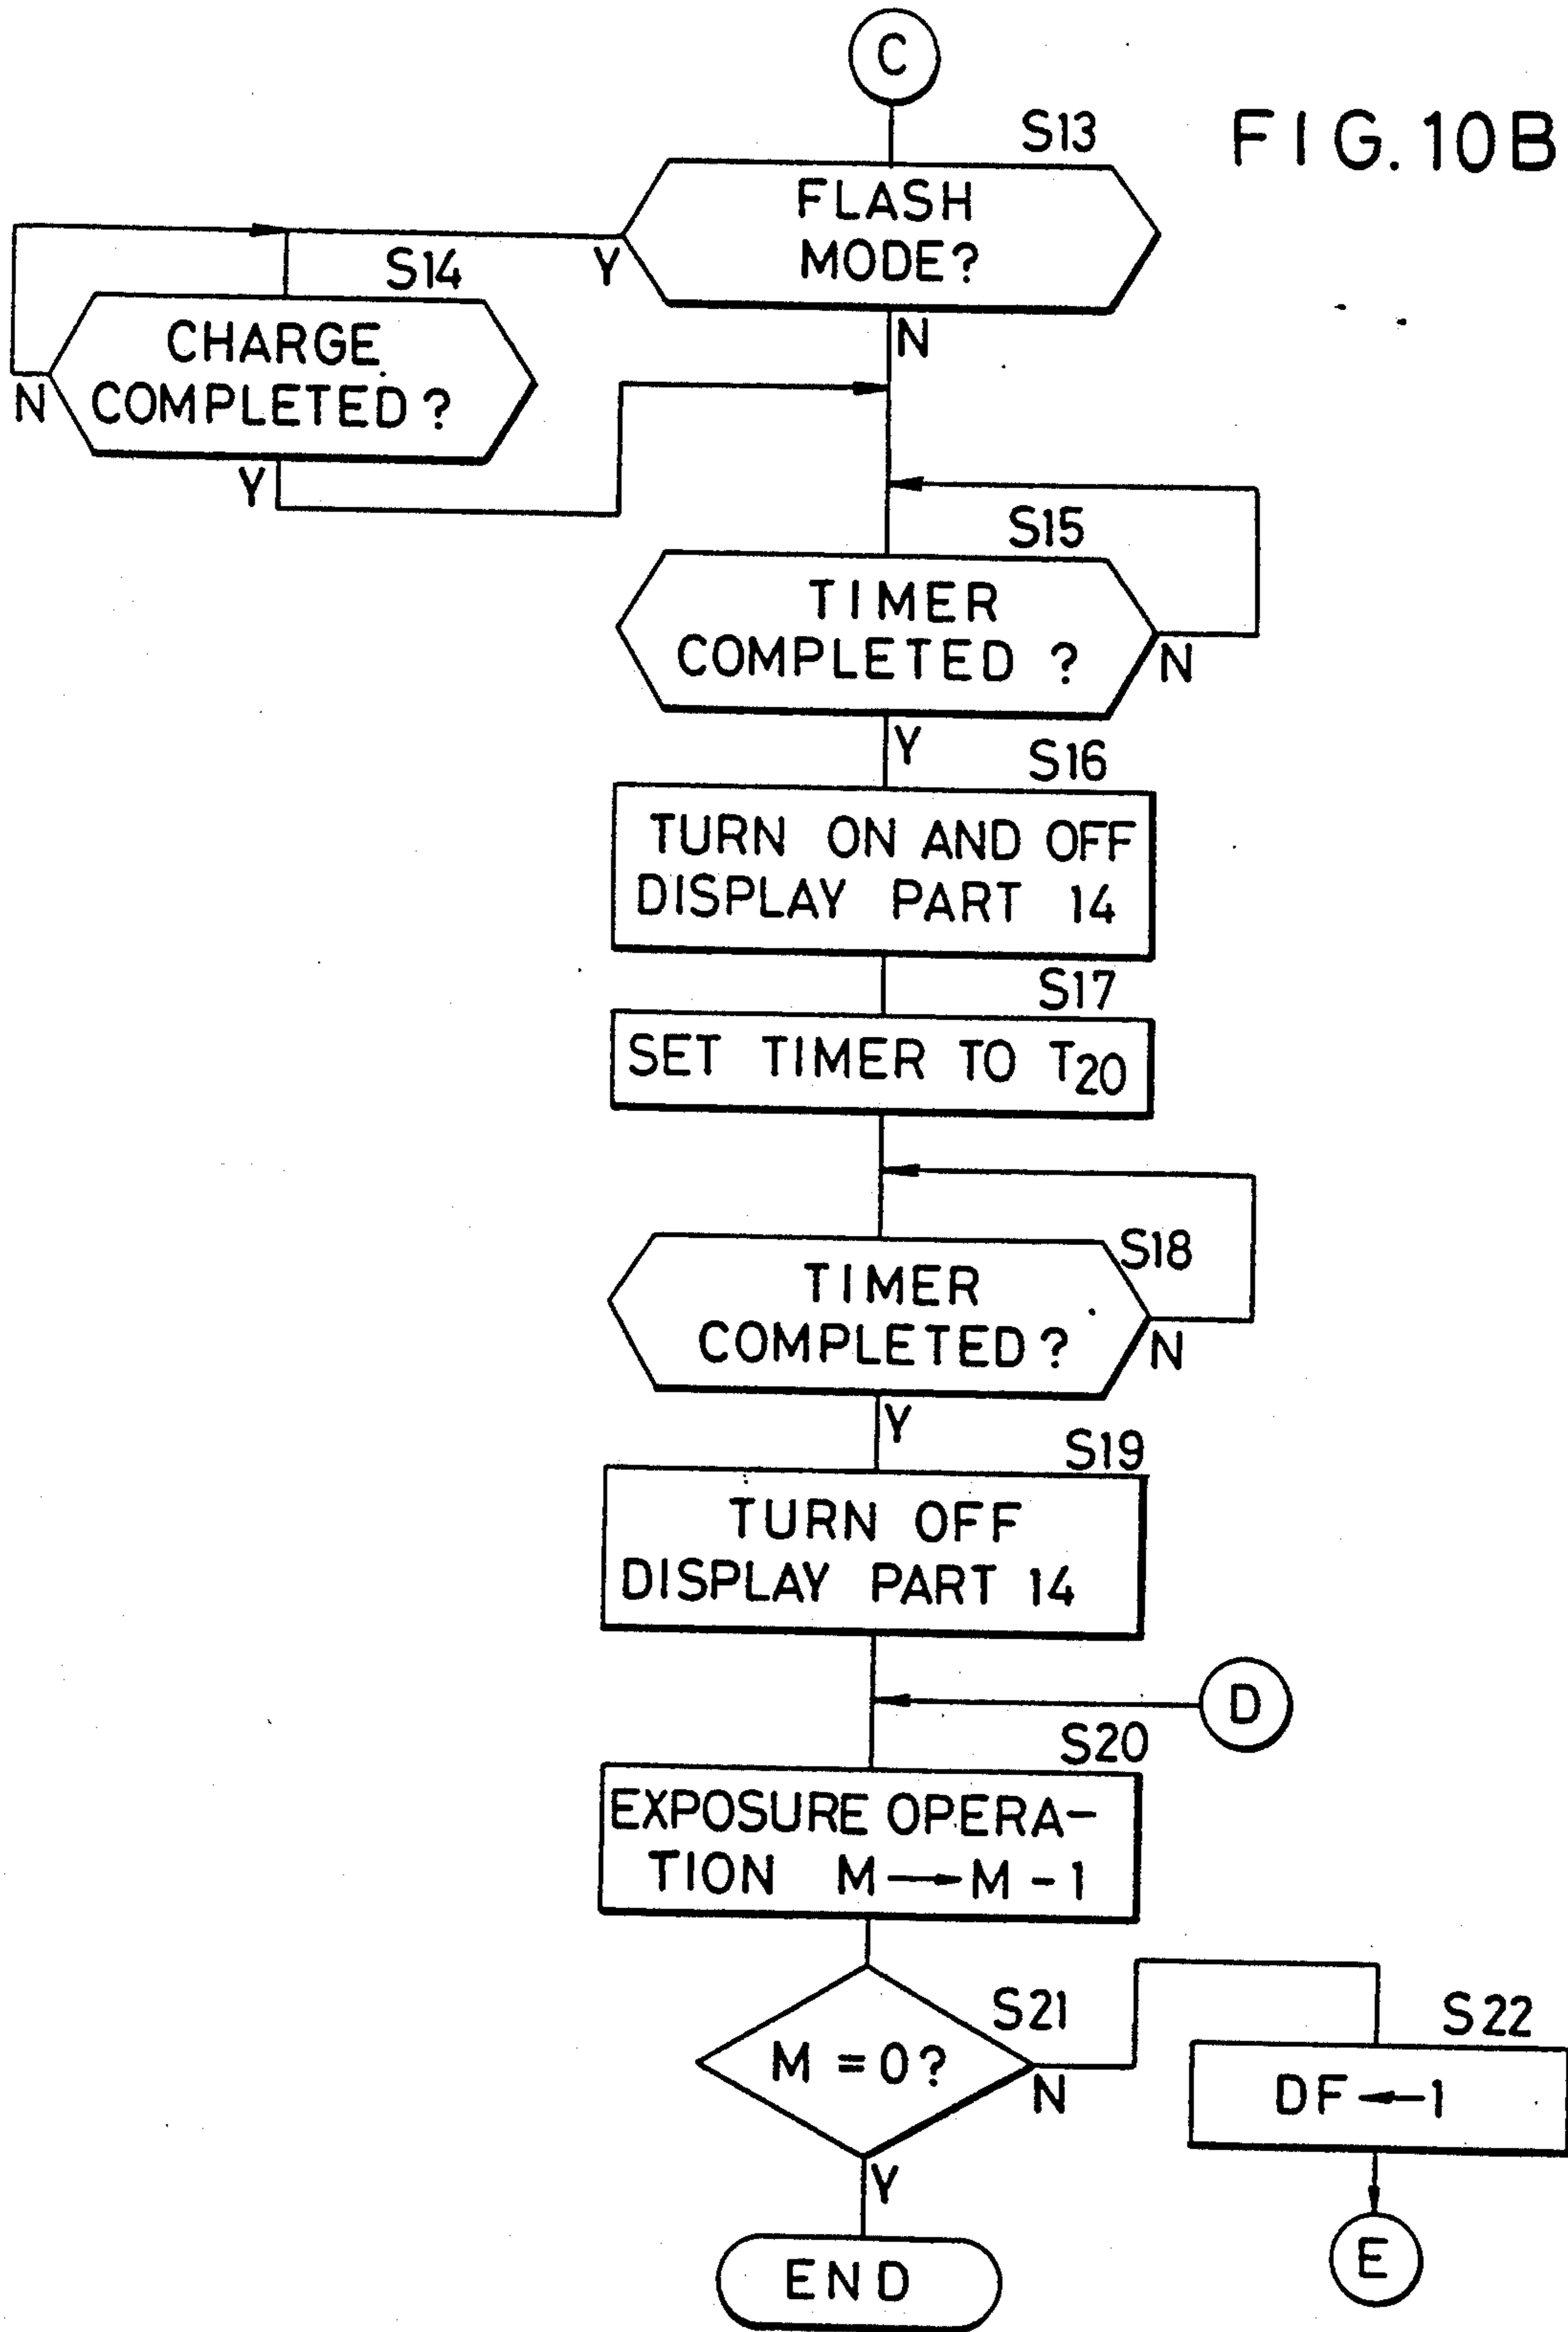 C
FIG. 10B
S13
FLASH
MODE?
Y
N
S14
CHARGE
COMPLETED?
N
Y
S15
TIMER
COMPLETED ?
N
Y
S16
TURN ON AND OFF
DISPLAY PART 14
S17
SET TIMER TO T20
S18
TIMER
COMPLETED?
N
Y
S19
TURN OFF
DISPLAY PART 14
D
S20
EXPOSURE OPERA-
TION M→M-1
S21
M=0?
N
Y
S22
DF←1
END
E